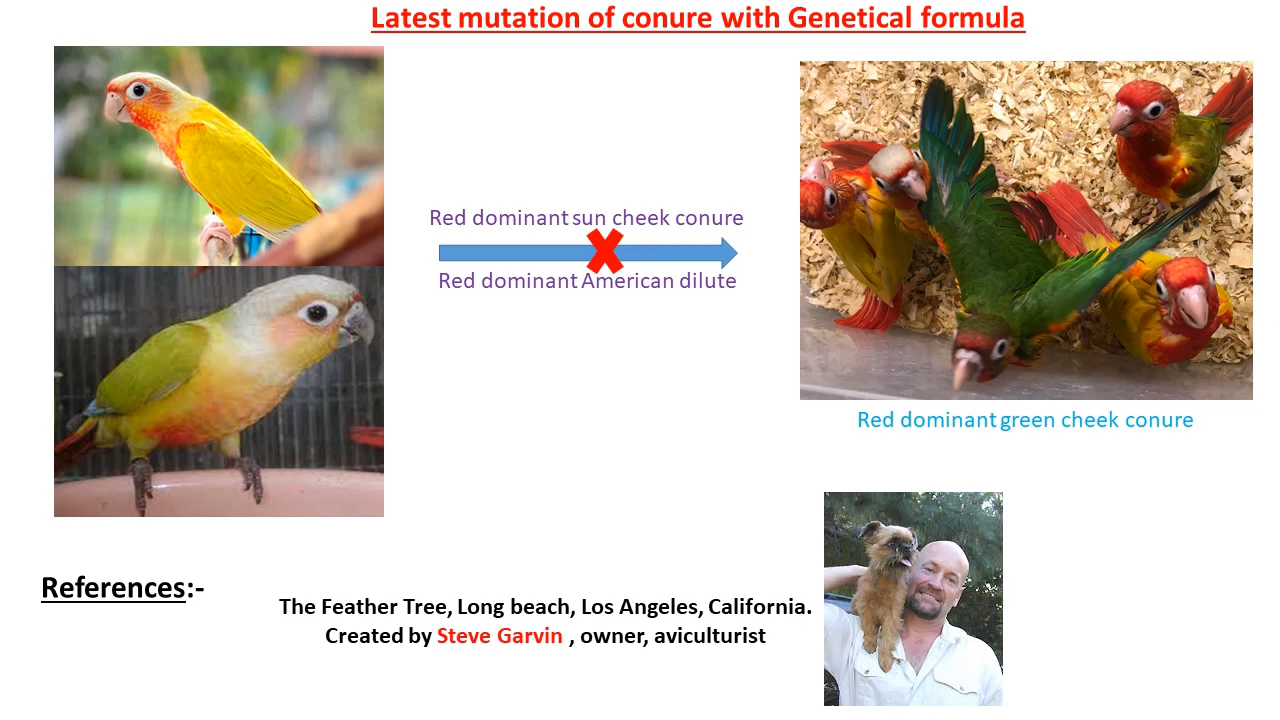 Latest mutation of conure with Genetical formula
Red dominant sun cheek conure
Red dominant American dilute
Red dominant green cheek conure
References:-
The Feather Tree, Long beach, Los Angeles, California.
Created by Steve Garvin , owner, aviculturist